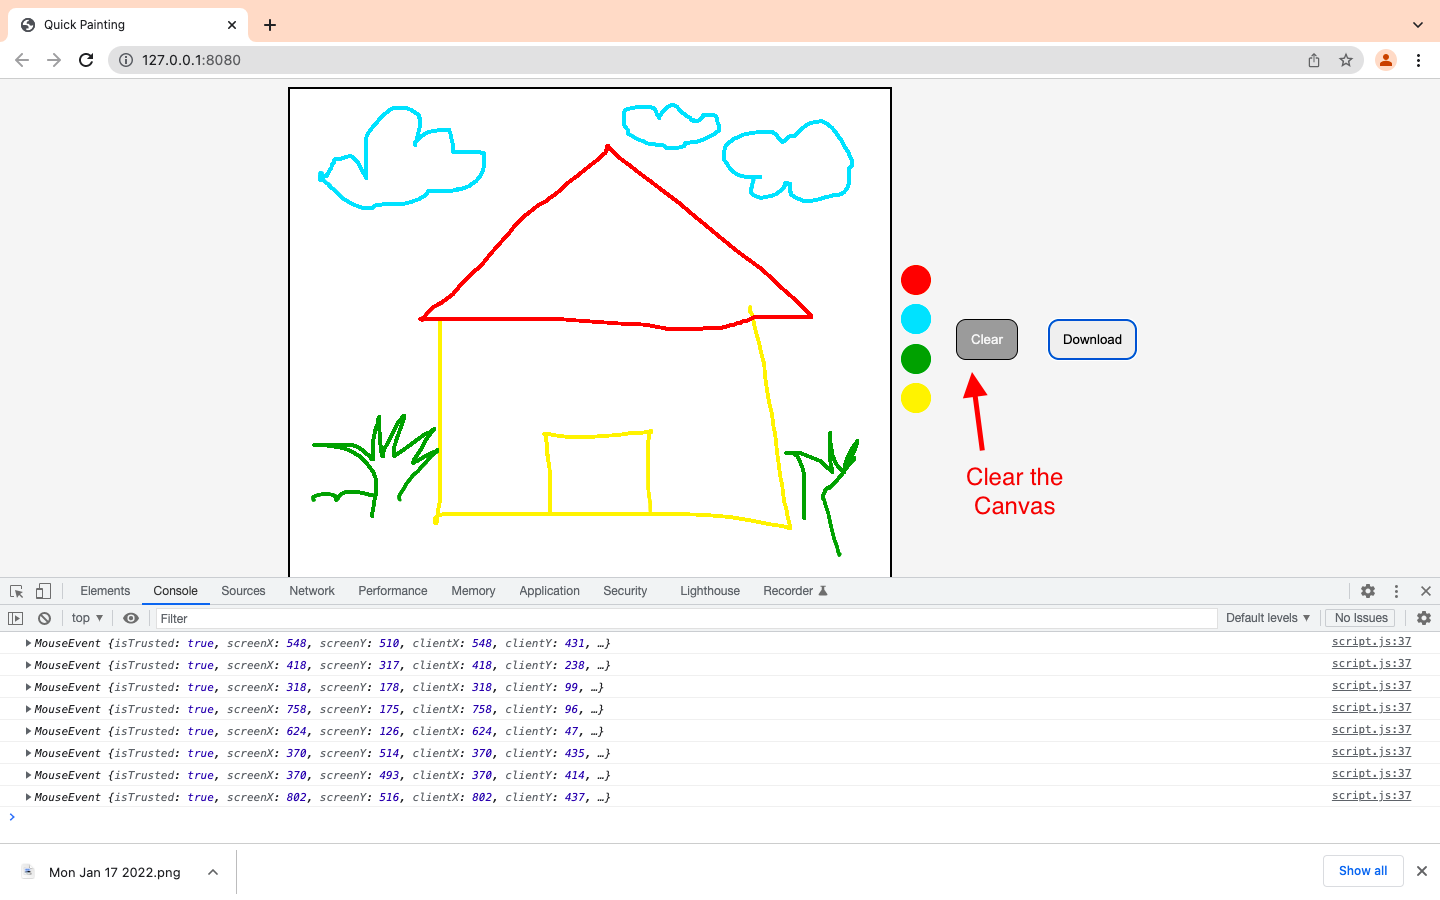 Quick Painting
127.0.0.1:8080
Clear
Download
Clear the
Canvas
Elements Console Sources Network Performance Memory Application Security Lighthouse Recorder
top Filter Default levels No Issues
MouseEvent {isTrusted: true, screenX: 548, screenY: 510, clientX: 548, clientY: 431, …} script.js:37
MouseEvent {isTrusted: true, screenX: 418, screenY: 317, clientX: 418, clientY: 238, …} script.js:37
MouseEvent {isTrusted: true, screenX: 318, screenY: 178, clientX: 318, clientY: 99, …} script.js:37
MouseEvent {isTrusted: true, screenX: 758, screenY: 175, clientX: 758, clientY: 96, …} script.js:37
MouseEvent {isTrusted: true, screenX: 624, screenY: 126, clientX: 624, clientY: 47, …} script.js:37
MouseEvent {isTrusted: true, screenX: 370, screenY: 514, clientX: 370, clientY: 435, …} script.js:37
MouseEvent {isTrusted: true, screenX: 370, screenY: 493, clientX: 370, clientY: 414, …} script.js:37
MouseEvent {isTrusted: true, screenX: 802, screenY: 516, clientX: 802, clientY: 437, …} script.js:37
Mon Jan 17 2022.png Show all